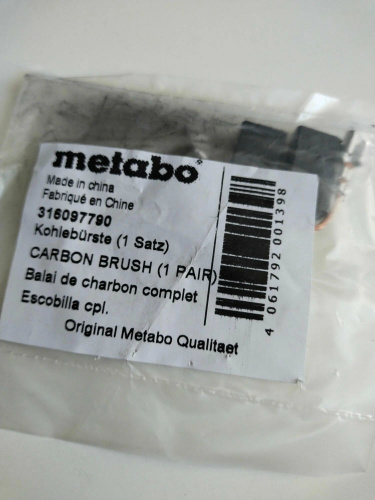 metabo
Made in china
Fabriqué en Chine
316097790
Kohlebürste (1 Satz)
CARBON BRUSH (1 PAIR)
Balai de charbon complet
Escobilla cpl.
Original Metabo Qualitaet
4 061792 001398